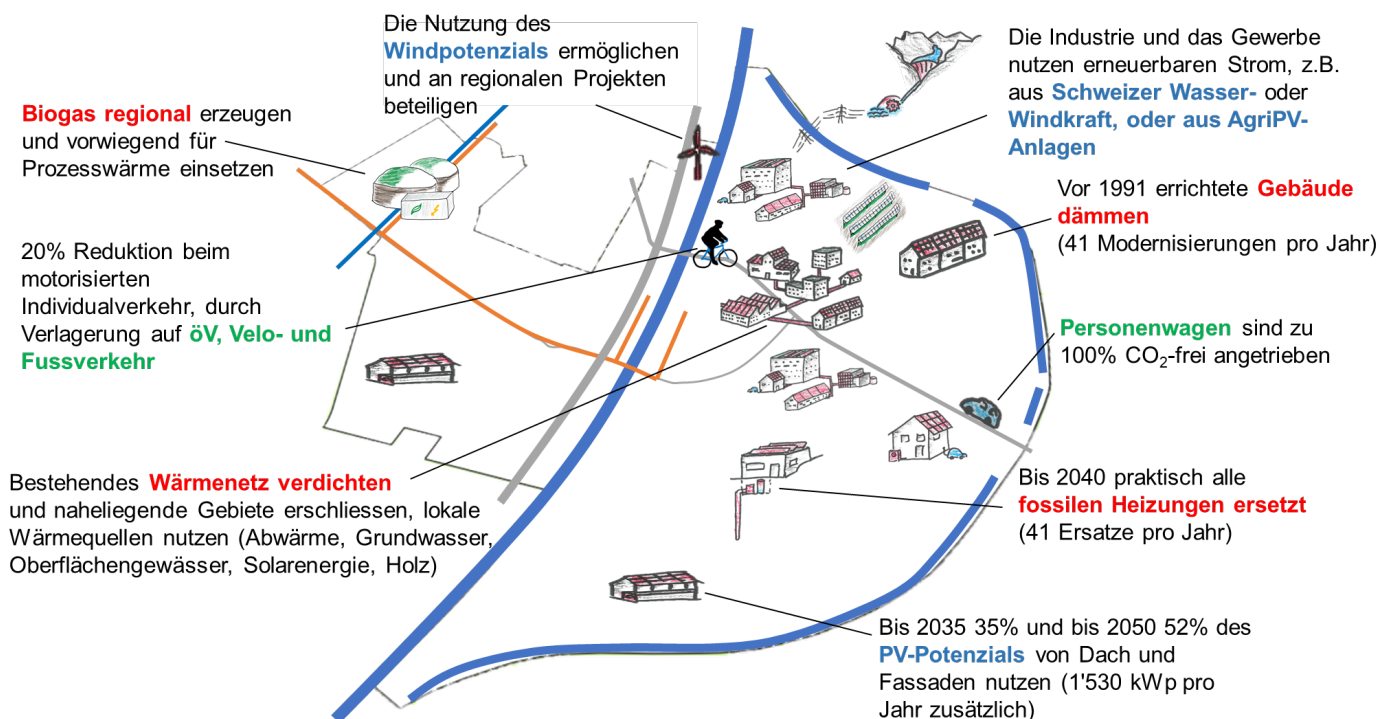 Die Nutzung des
Windpotenzials ermöglichen
und an regionalen Projekten
beteiligen
Die Industrie und das Gewerbe
nutzen erneuerbaren Strom, z.B.
aus Schweizer Wasser- oder
Windkraft, oder aus AgriPV-
Anlagen
Biogas regional erzeugen
und vorwiegend für
Prozesswärme einsetzen
Vor 1991 errichtete Gebäude
dämmen
(41 Modernisierungen pro Jahr)
20% Reduktion beim
motorisierten
Individualverkehr, durch
Verlagerung auf öV, Velo- und
Fussverkehr
Personenwagen sind zu
100% CO₂-frei angetrieben
Bestehendes Wärmenetz verdichten
und naheliegende Gebiete erschliessen, lokale
Wärmequellen nutzen (Abwärme, Grundwasser,
Oberflächengewässer, Solarenergie, Holz)
Bis 2040 praktisch alle
fossilen Heizungen ersetzt
(41 Ersatze pro Jahr)
Bis 2035 35% und bis 2050 52% des
PV-Potenzials von Dach und
Fassaden nutzen (1'530 kWp pro
Jahr zusätzlich)